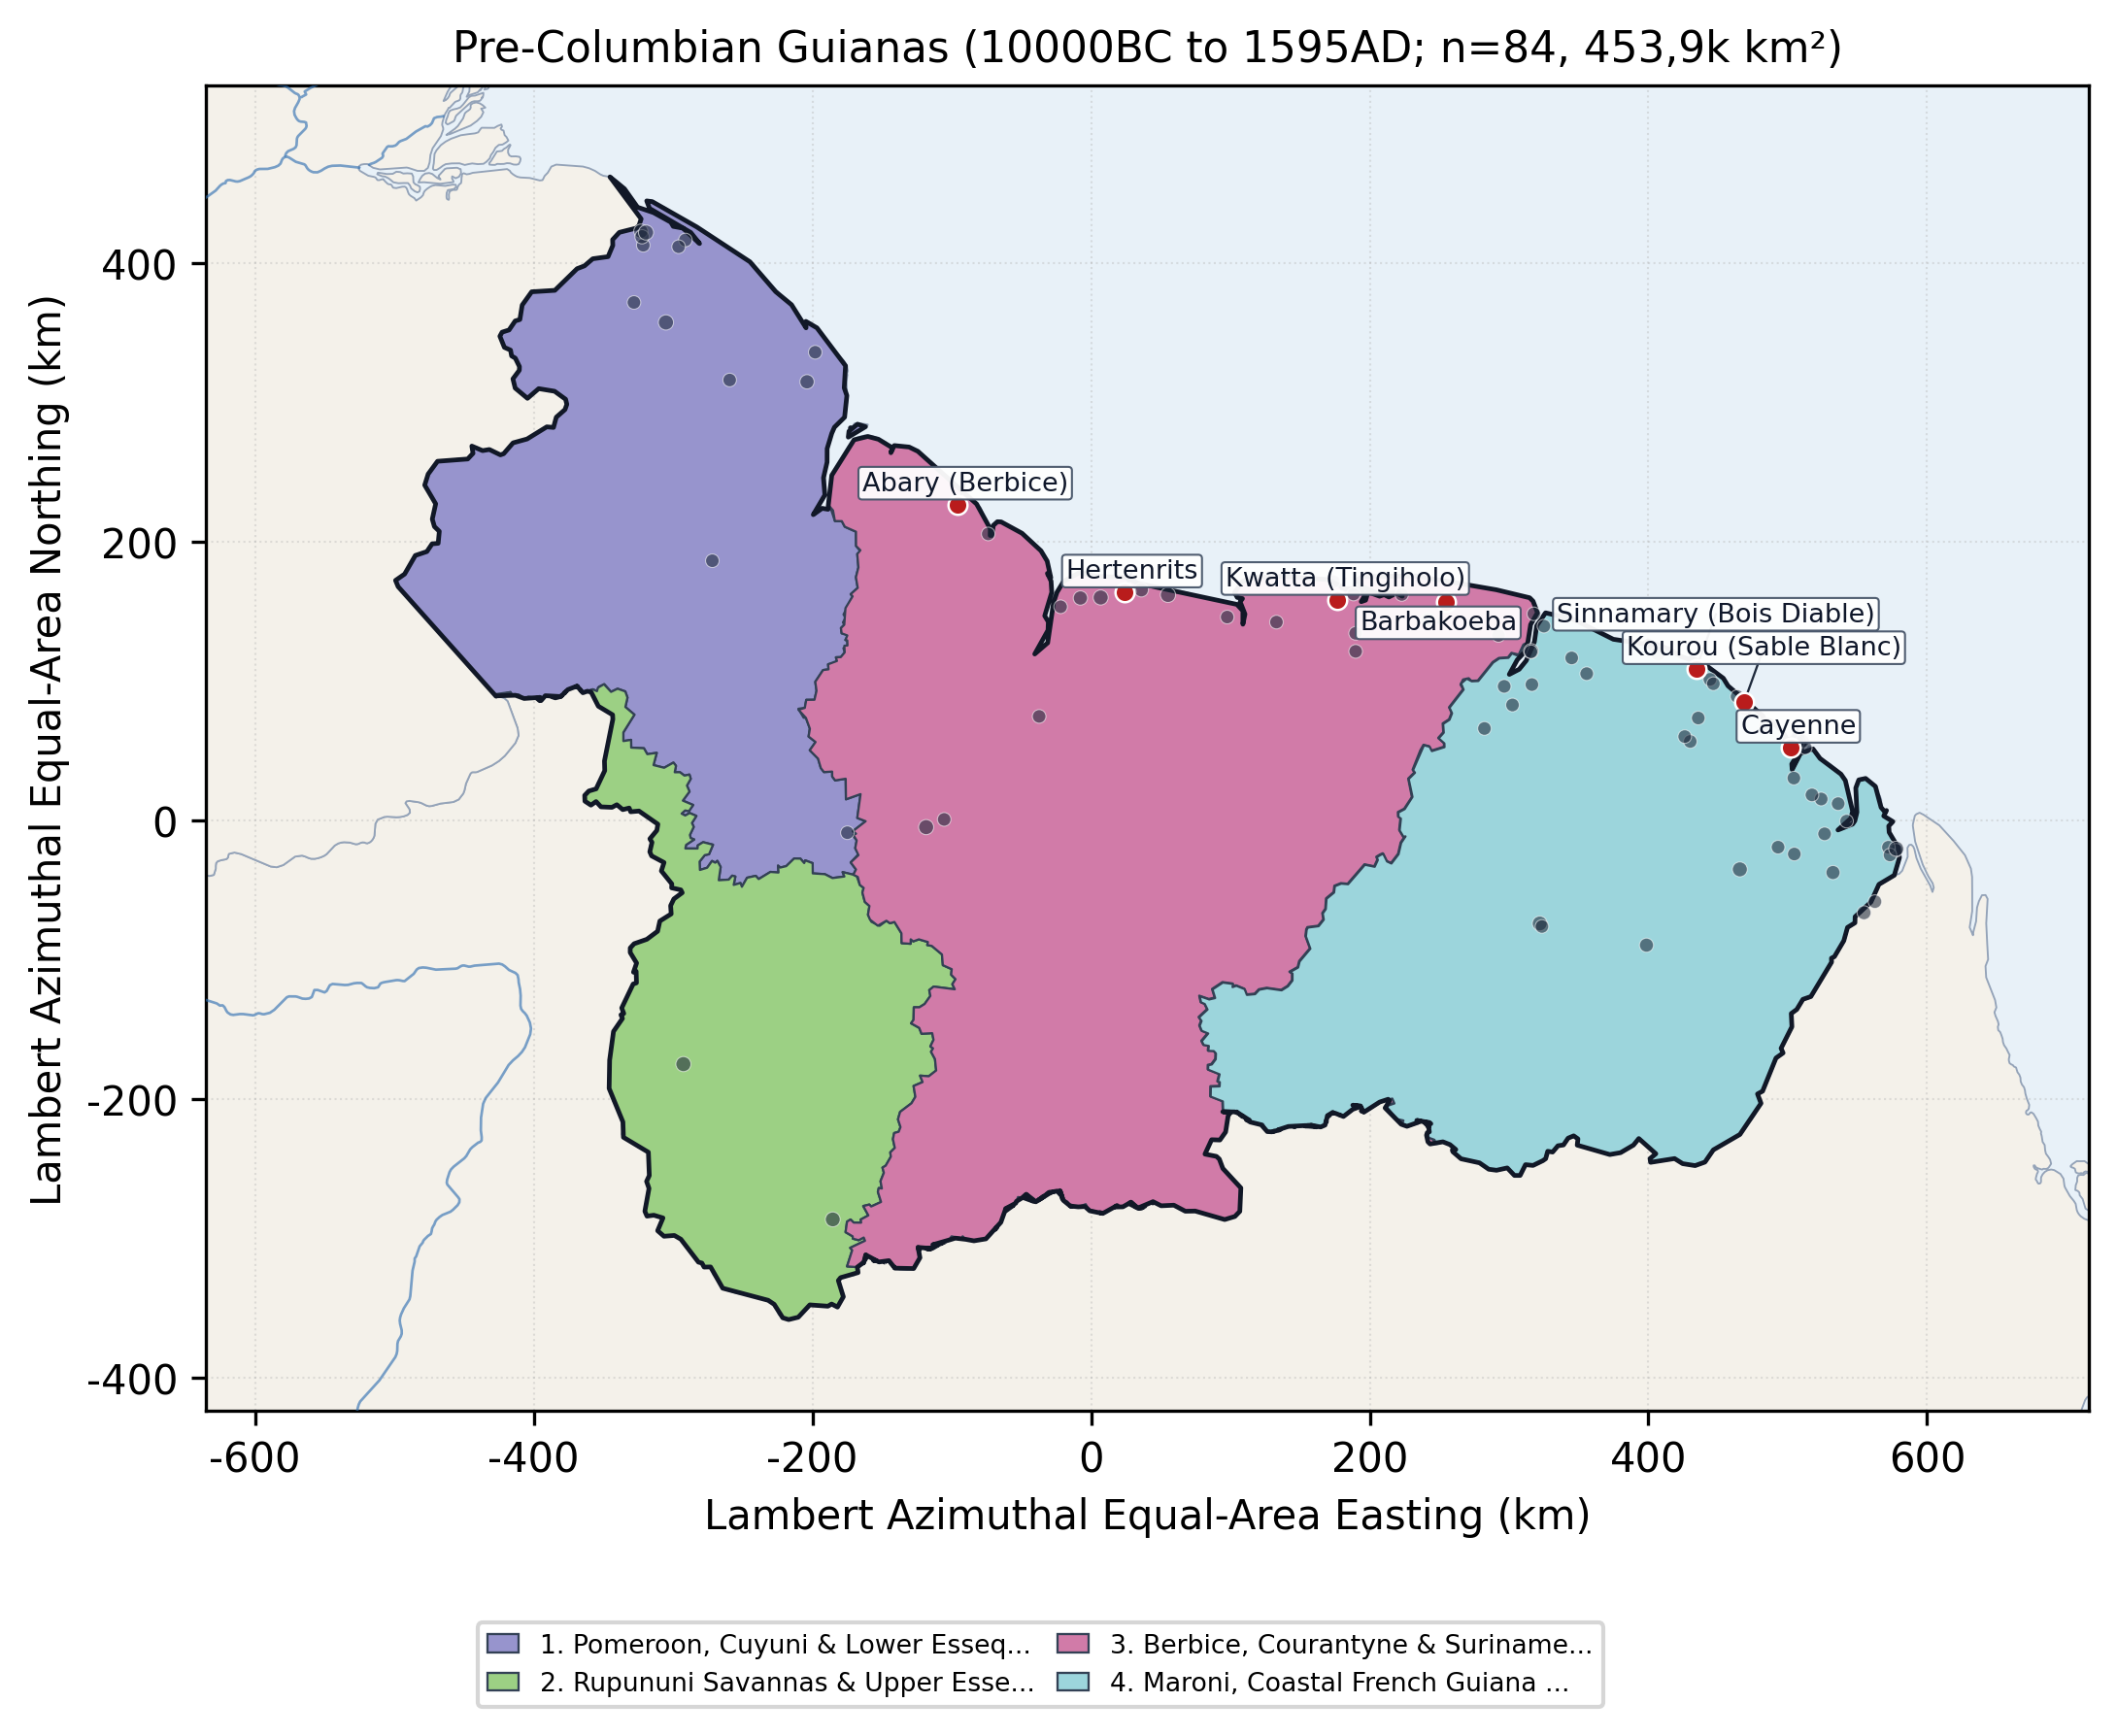 Pre-Columbian Guianas (10000BC to 1595AD; n=84, 453,9k km²)
Lambert Azimuthal Equal-Area Northing (km)
400
200
0
-200
-400
Abary (Berbice)
Hertenrits
Kwatta (Tingiholo)
Barbakoeba
Sinnamary (Bois Diable)
Kourou (Sable Blanc)
Cayenne
-600
-400
-200
0
200
400
600
Lambert Azimuthal Equal-Area Easting (km)
1. Pomeroon, Cuyuni & Lower Esseq...
2. Rupununi Savannas & Upper Esse...
3. Berbice, Courantyne & Suriname...
4. Maroni, Coastal French Guiana ...